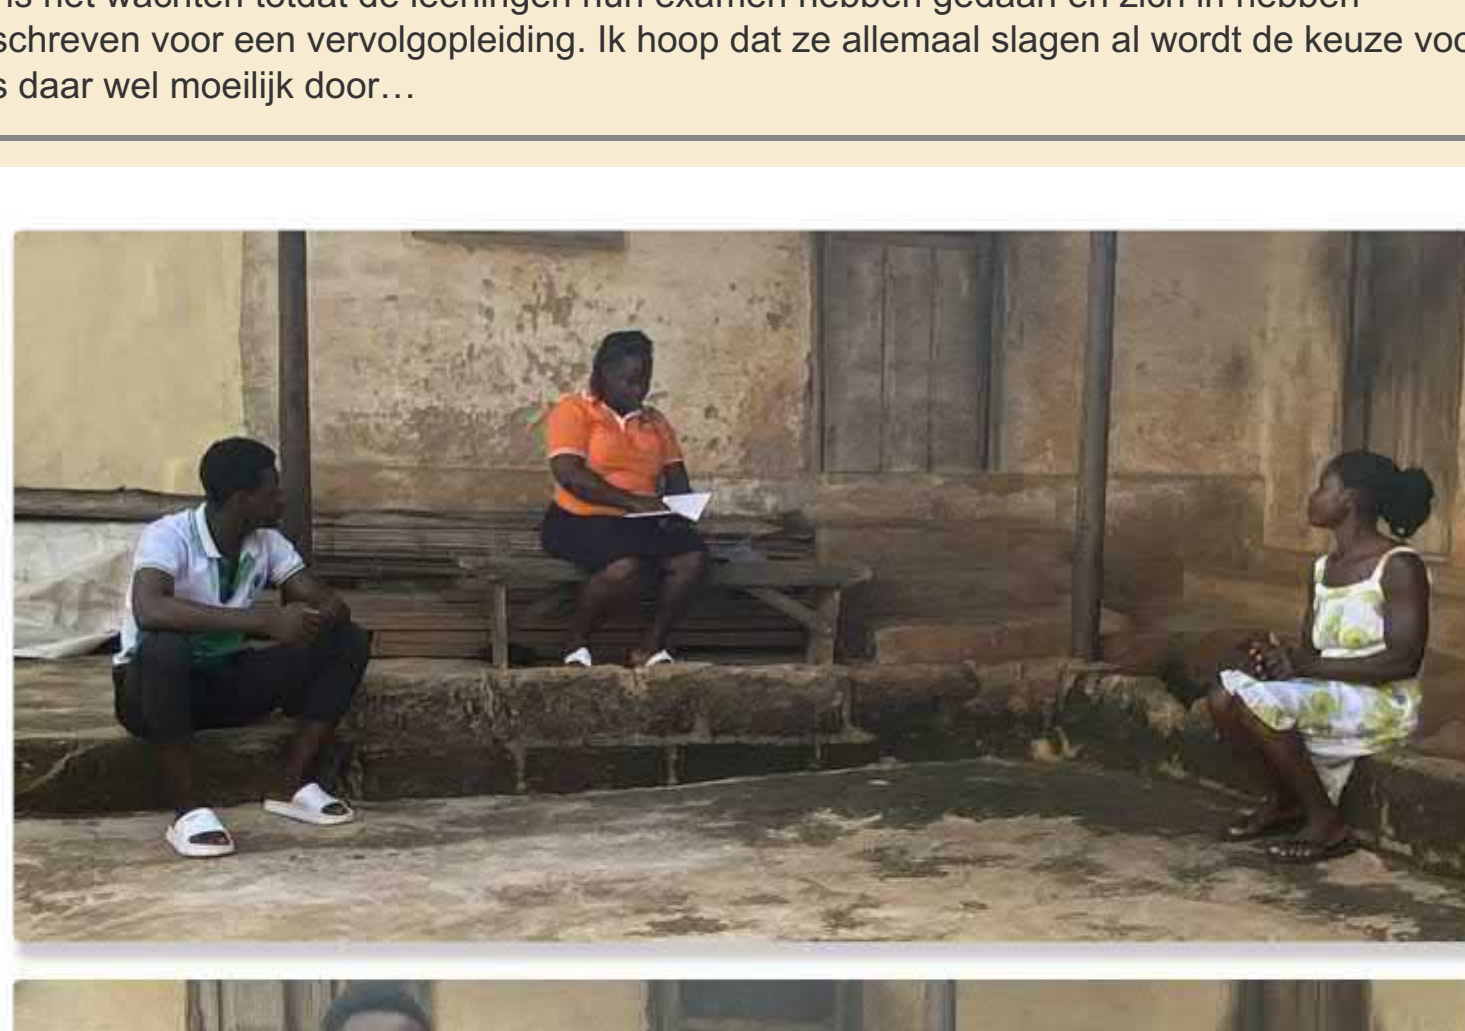 het wachten totdat de leerlingen hun examen hebben gedaan en zich in hebben
schreven voor een vervolgopleiding. Ik hoop dat ze allemaal slagen al wordt de keuze voo
s daar wel moeilijk door…